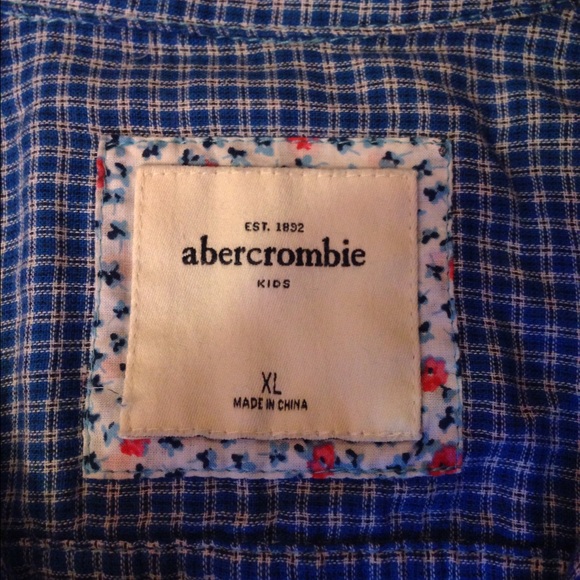 EST. 1892
abercrombie
KIDS
XL
MADE IN CHINA